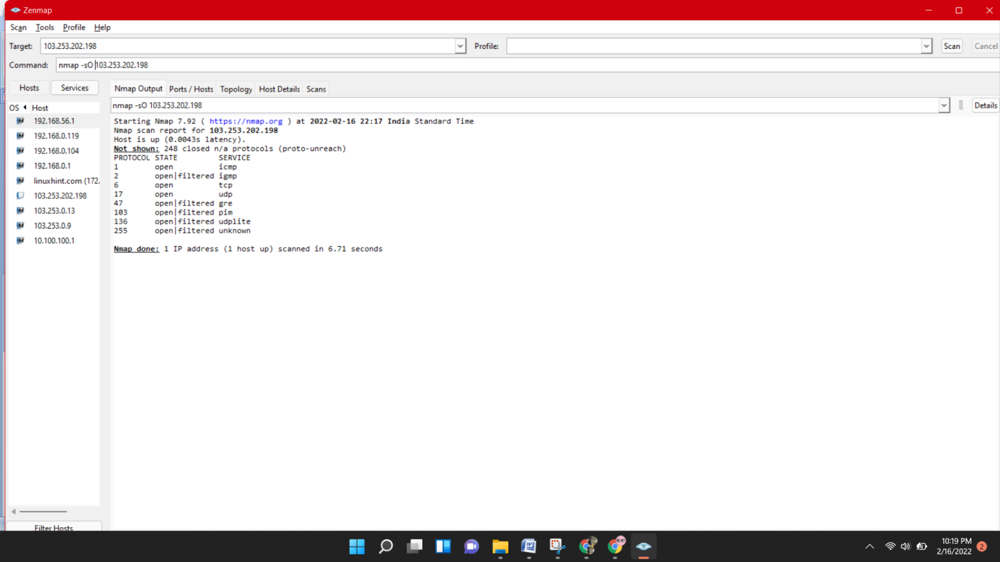 Zenmap
Scan Tools Profile Help
Target: 103.253.202.198 Profile: Scan Cancel
Command: nmap -sO 103.253.202.198
Hosts Services
Nmap Output Ports / Hosts Topology Host Details Scans
OS Host
nmap -sO 103.253.202.198 Details
192.168.56.1
192.168.0.119
192.168.0.104
192.168.0.1
linuxhint.com (172.
103.253.202.198
103.253.0.13
103.253.0.9
10.100.100.1
Starting Nmap 7.92 ( https://nmap.org ) at 2022-02-16 22:17 India Standard Time
Nmap scan report for 103.253.202.198
Host is up (0.0043s latency).
Not shown: 248 closed n/a protocols (proto-unreach)
PROTOCOL STATE SERVICE
1 open icmp
2 open|filtered igmp
6 open tcp
17 open udp
47 open|filtered gre
103 open|filtered pim
136 open|filtered udplite
255 open|filtered unknown
Nmap done: 1 IP address (1 host up) scanned in 6.71 seconds
Filter Hosts
10:19 PM
2/16/2022
2